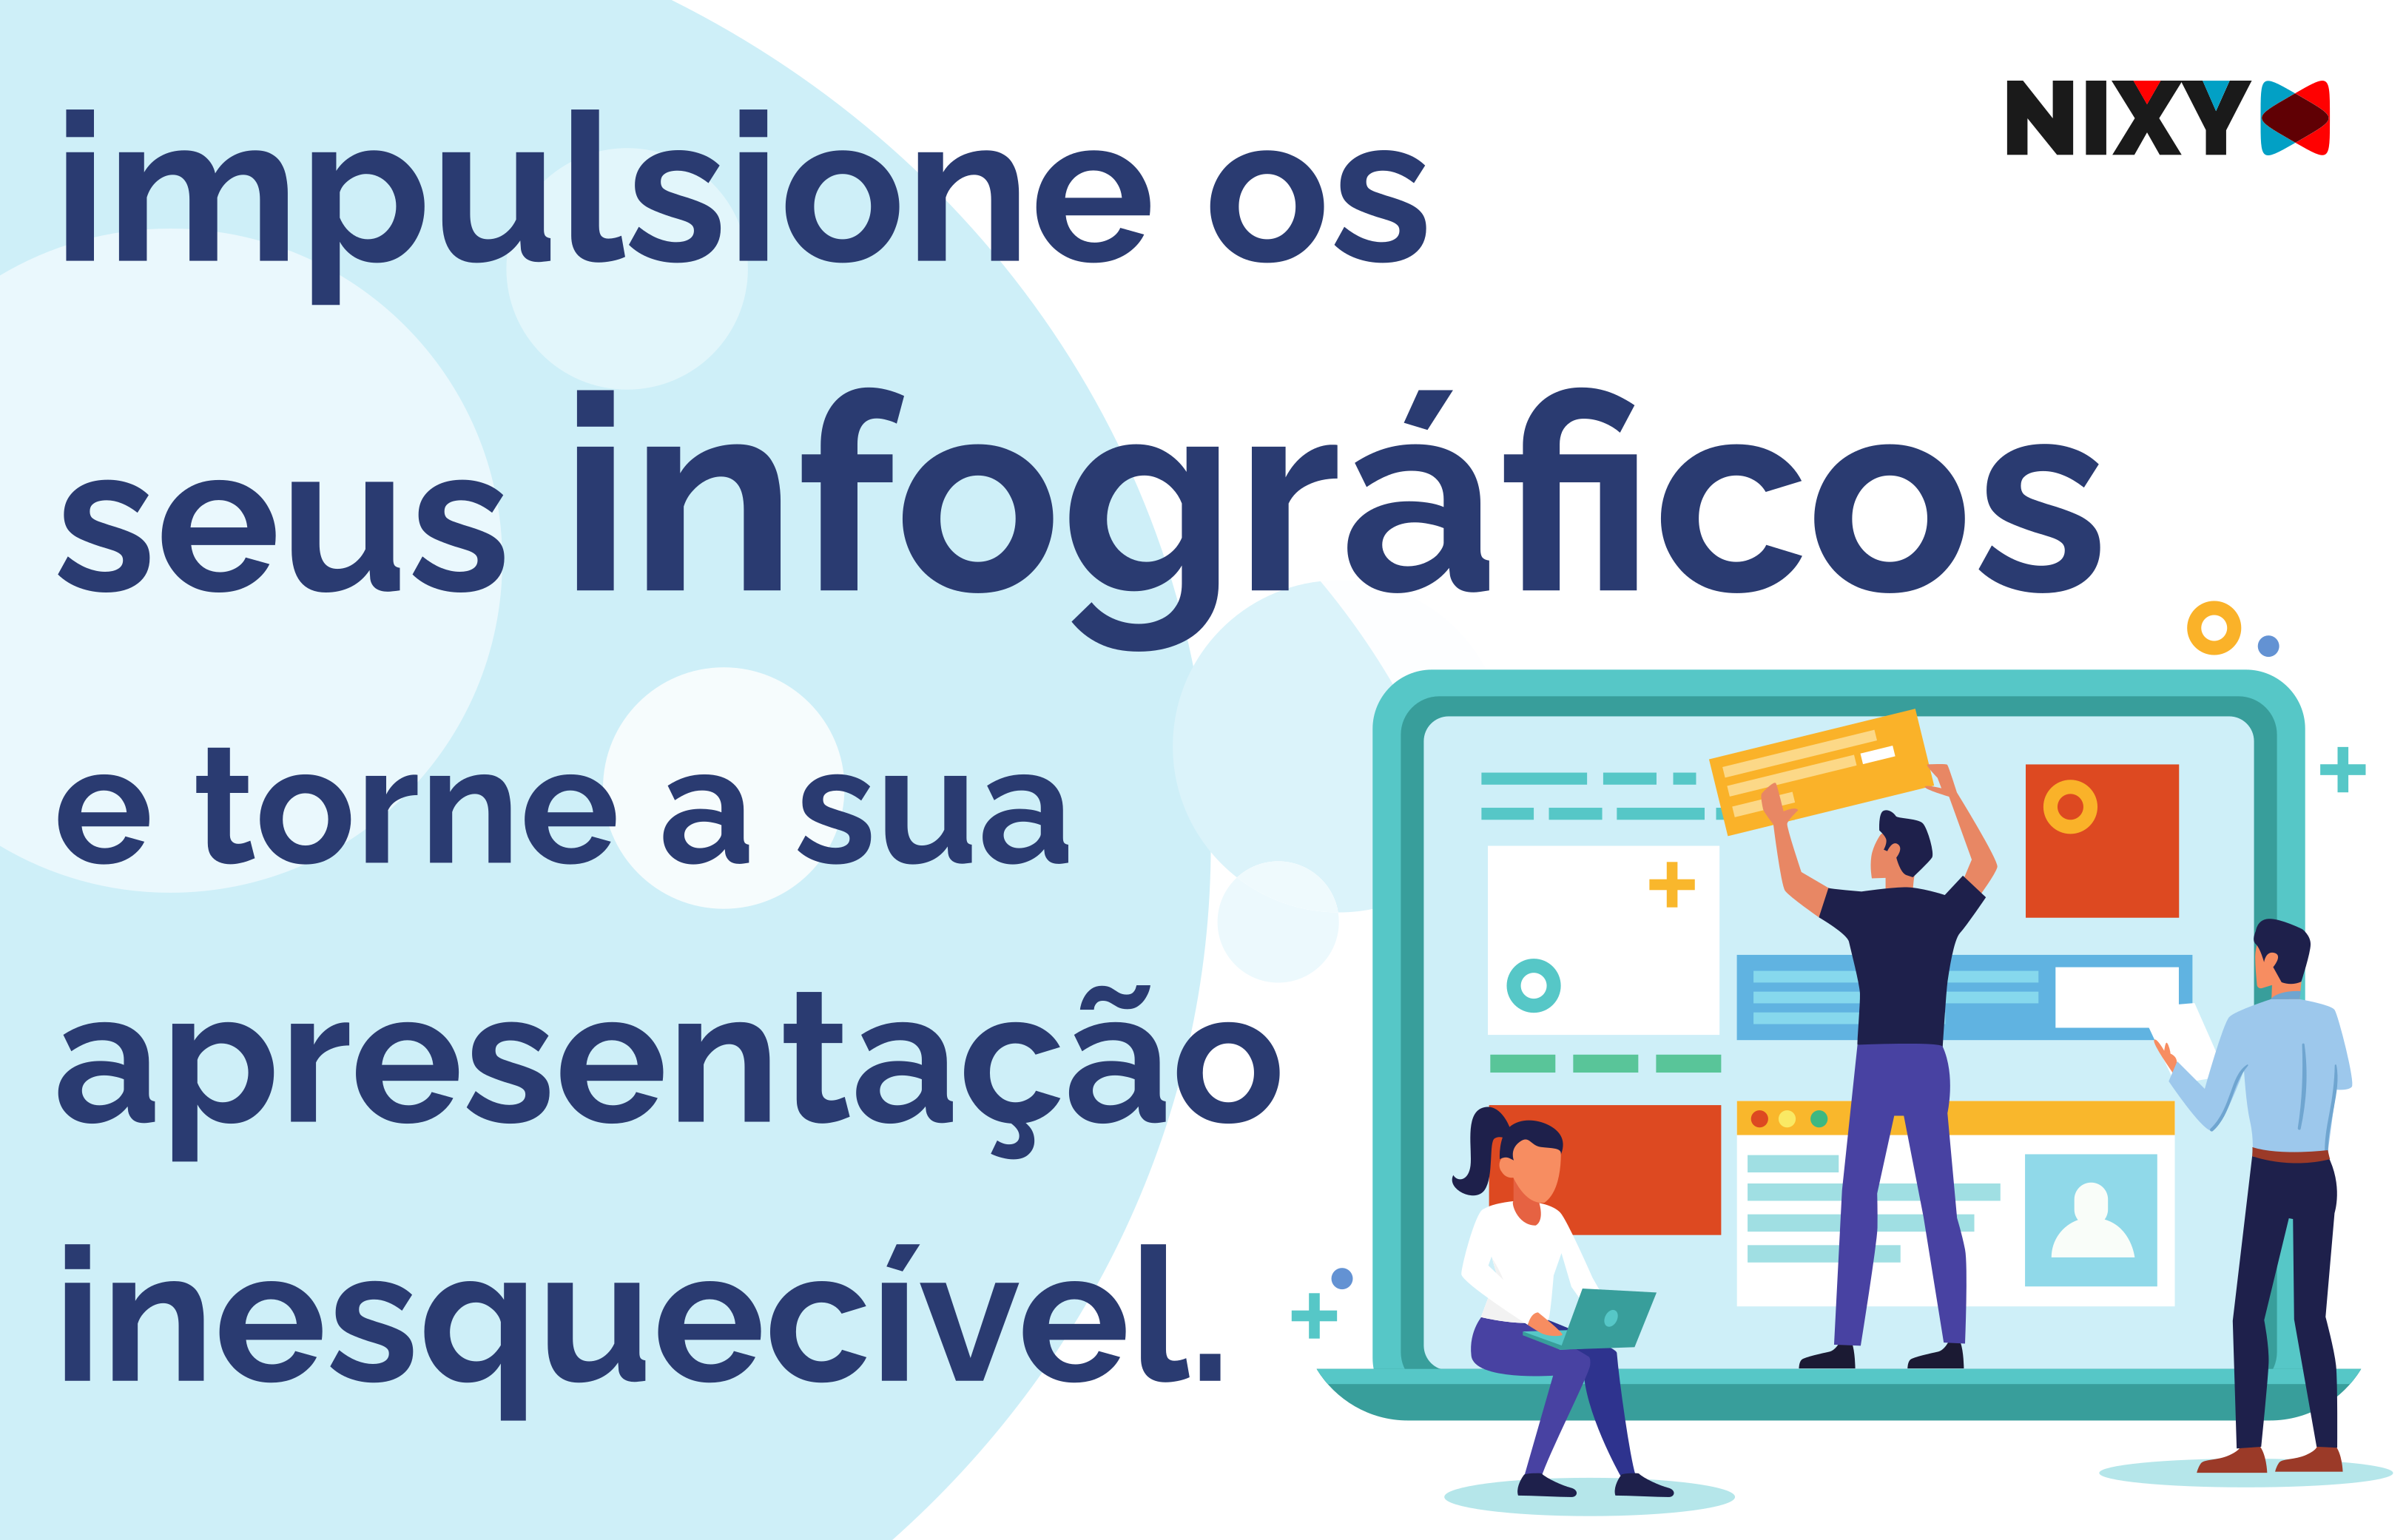 impulsione os
NIXY
seus infográficos
e torne a sua
apresentação
inesquecível.